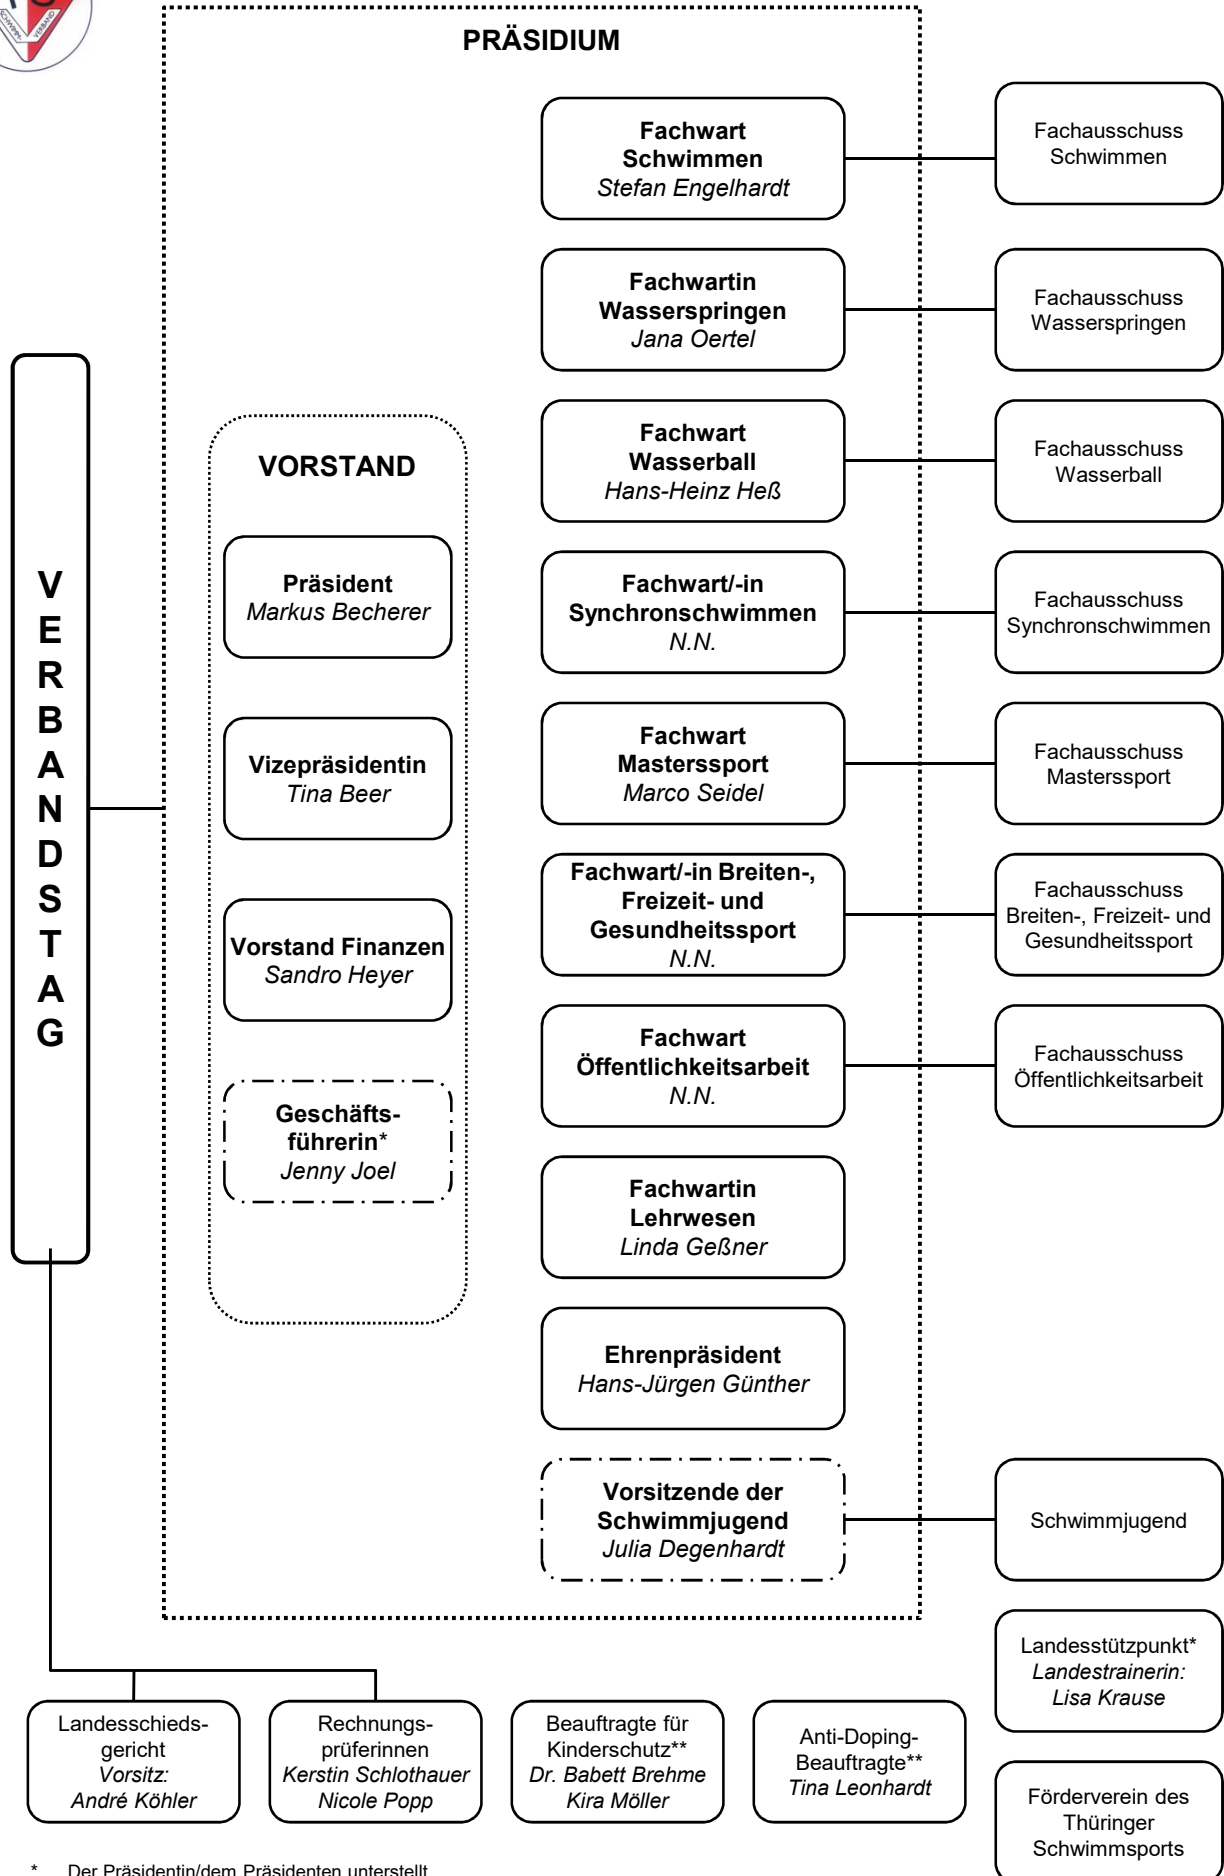 SCHWIMM-
VERBAND
PRÄSIDIUM
Fachwart
Schwimmen
Stefan Engelhardt
Fachausschuss
Schwimmen
Fachwartin
Wasserspringen
Jana Oertel
Fachausschuss
Wasserspringen
Fachwart
Wasserball
Hans-Heinz Heß
Fachausschuss
Wasserball
Fachwart/-in
Synchronschwimmen
N.N.
Fachausschuss
Synchronschwimmen
Fachwart
Masterssport
Marco Seidel
Fachausschuss
Masterssport
Fachwart/-in Breiten-,
Freizeit- und
Gesundheitssport
N.N.
Fachausschuss
Breiten-, Freizeit- und
Gesundheitssport
Fachwart
Öffentlichkeitsarbeit
N.N.
Fachausschuss
Öffentlichkeitsarbeit
Fachwartin
Lehrwesen
Linda Geßner
Ehrenpräsident
Hans-Jürgen Günther
Vorsitzende der
Schwimmjugend
Julia Degenhardt
Schwimmjugend
VORSTAND
Präsident
Markus Becherer
Vizepräsidentin
Tina Beer
Vorstand Finanzen
Sandro Heyer
Geschäfts-
führerin*
Jenny Joel
V
E
R
B
A
N
D
S
T
A
G
Landesschieds-
gericht
Vorsitz:
André Köhler
Rechnungs-
prüferinnen
Kerstin Schlothauer
Nicole Popp
Beauftragte für
Kinderschutz**
Dr. Babett Brehme
Kira Möller
Anti-Doping-
Beauftragte**
Tina Leonhardt
Landesstützpunkt*
Landestrainerin:
Lisa Krause
Förderverein des
Thüringer
Schwimmsports
* Der Präsidentin/dem Präsidenten unterstellt